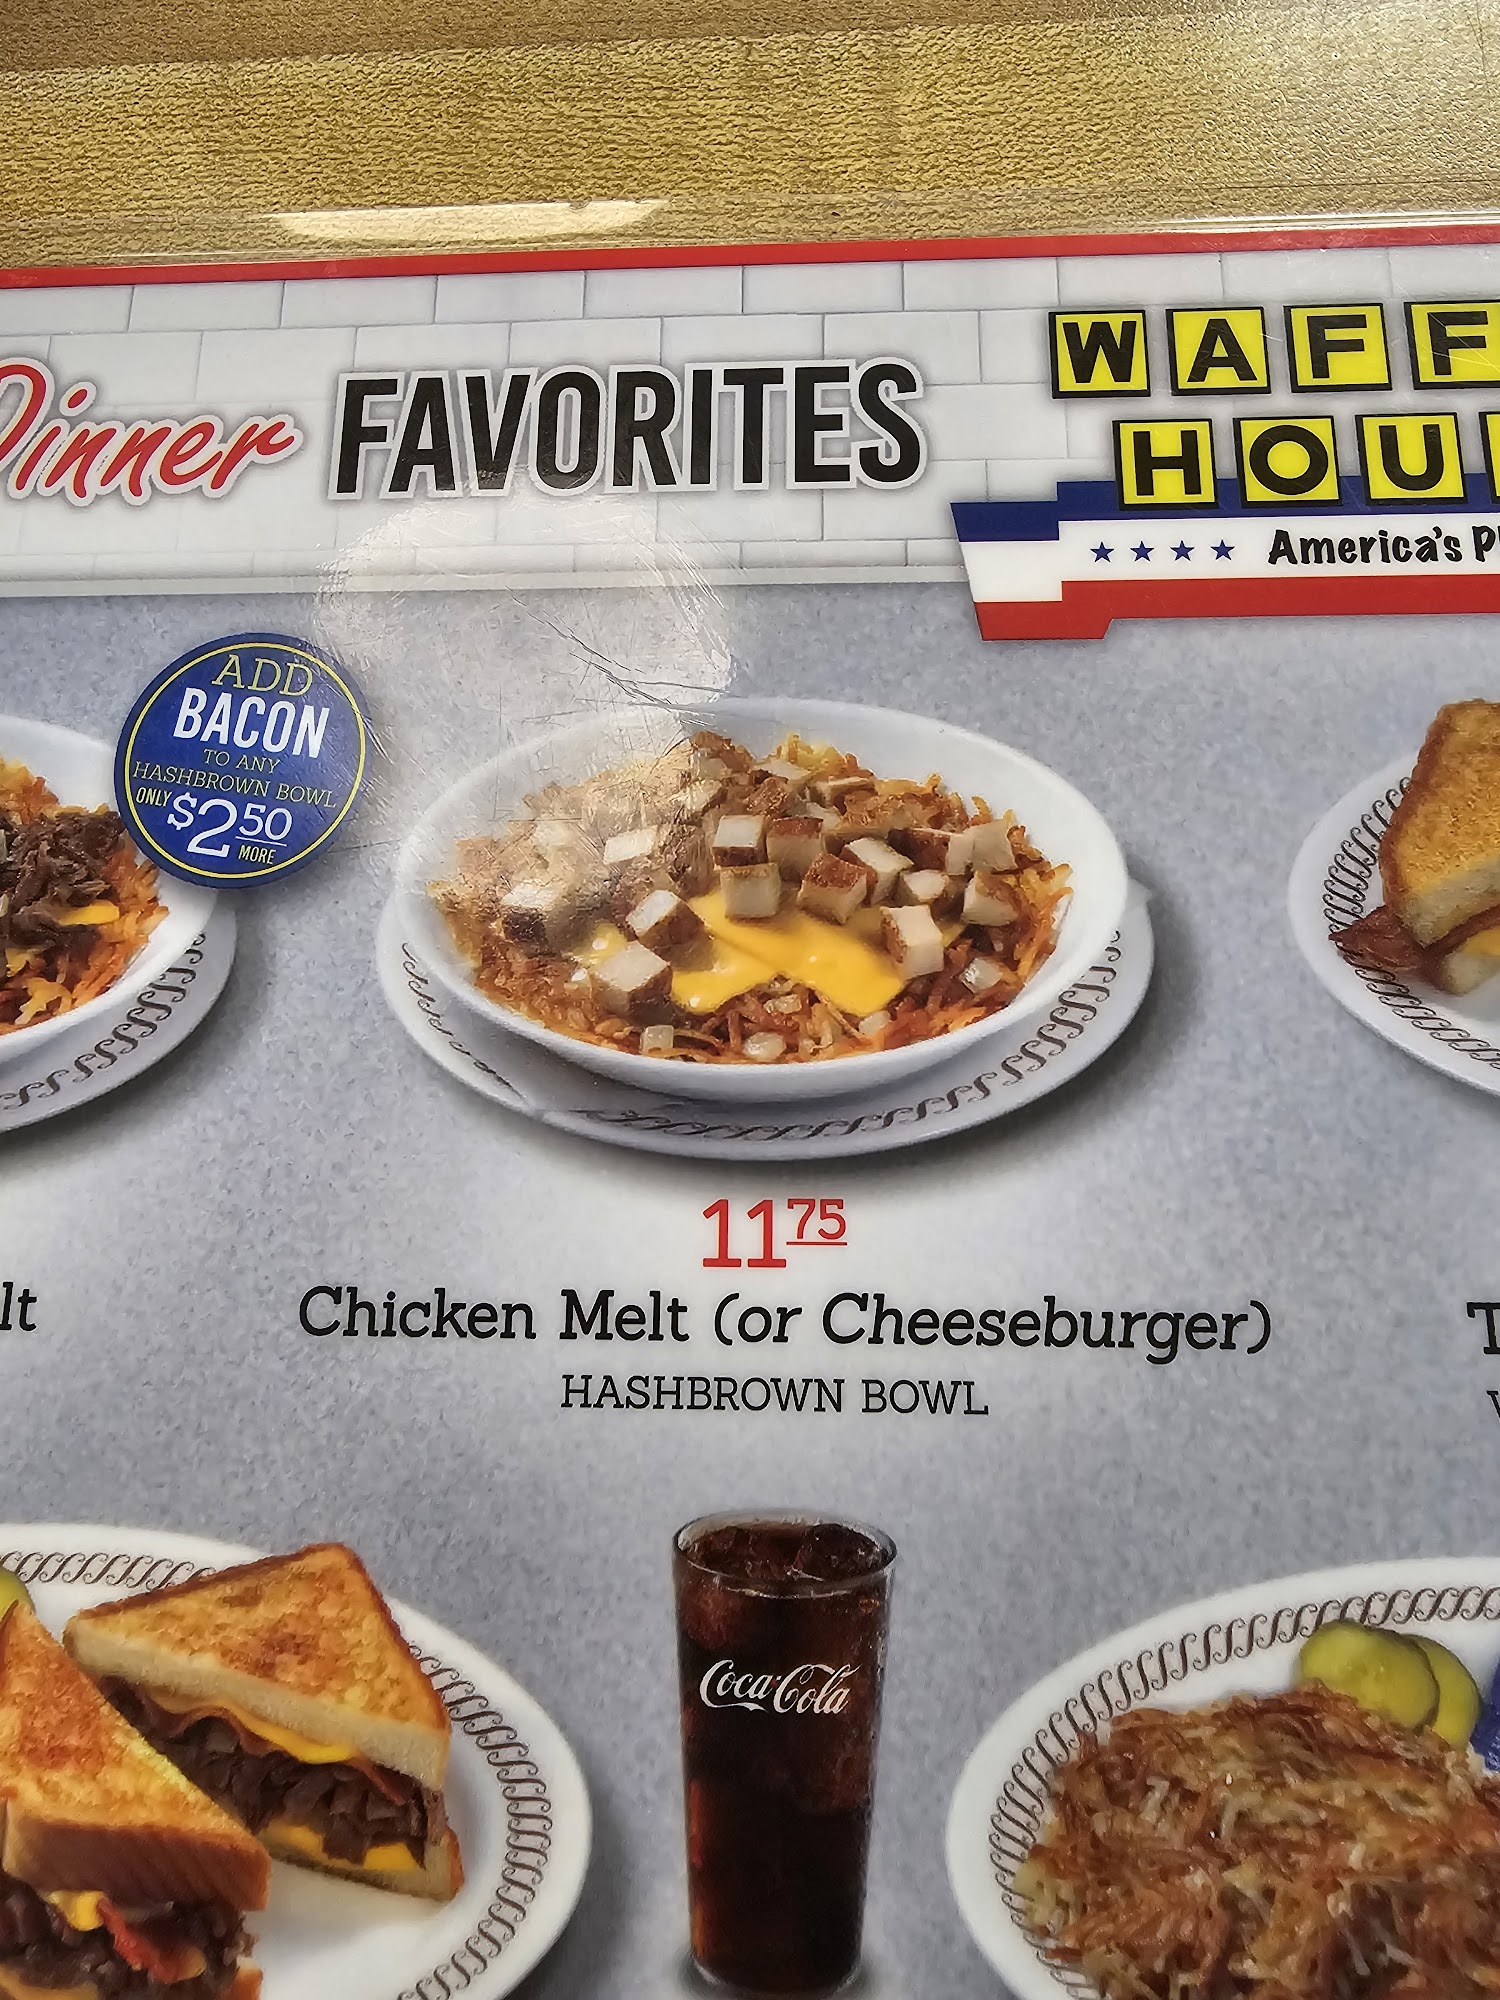 Dinner FAVORITES
WAFF
HOU
America's P
ADD
BACON
TO ANY
HASHBROWN BOWL
ONLY $2 50
MORE
11 75
lt
Chicken Melt (or Cheeseburger)
T
HASHBROWN BOWL
Coca-Cola